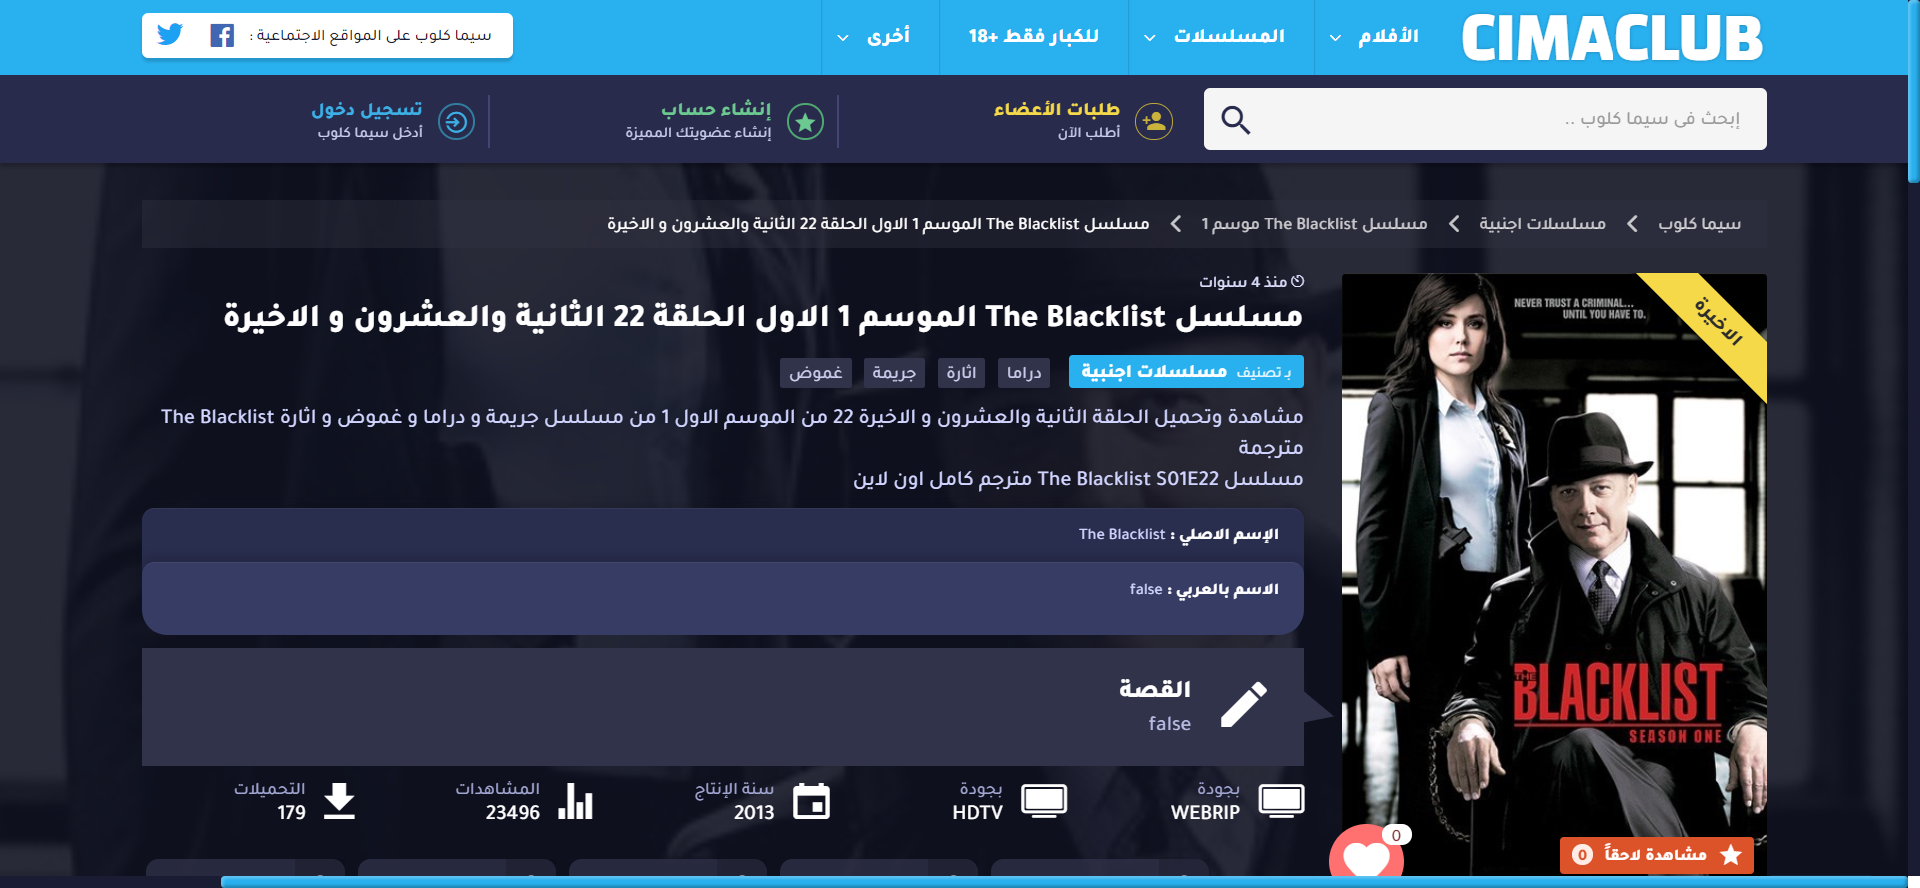 CIMACLUB
الأفلام
المسلسلات
للكبار فقط +18
أخرى
سيما كلوب على المواقع الاجتماعية :
إبحث فى سيما كلوب ..
طلبات الأعضاء
أطلب الآن
إنشاء حساب
إنشاء عضويتك المميزة
تسجيل دخول
أدخل سيما كلوب
سيما كلوب
مسلسلات اجنبية
مسلسل The Blacklist موسم 1
مسلسل The Blacklist الموسم 1 الاول الحلقة 22 الثانية والعشرون و الاخيرة
الاخيرة
NEVER TRUST A CRIMINAL...
UNTIL YOU HAVE TO.
THE BLACKLIST
SEASON ONE
مشاهدة لاحقاً 0
0
منذ 4 سنوات
مسلسل The Blacklist الموسم 1 الاول الحلقة 22 الثانية والعشرون و الاخيرة
بـ تصنيف مسلسلات اجنبية
دراما
اثارة
جريمة
غموض
مشاهدة وتحميل الحلقة الثانية والعشرون و الاخيرة 22 من الموسم الاول 1 من مسلسل جريمة و دراما و غموض و اثارة The Blacklist
مترجمة
مسلسل The Blacklist S01E22 مترجم كامل اون لاين
الإسم الاصلي : The Blacklist
الاسم بالعربي : false
القصة
false
بجودة
WEBRIP
بجودة
HDTV
سنة الإنتاج
2013
المشاهدات
23496
التحميلات
179